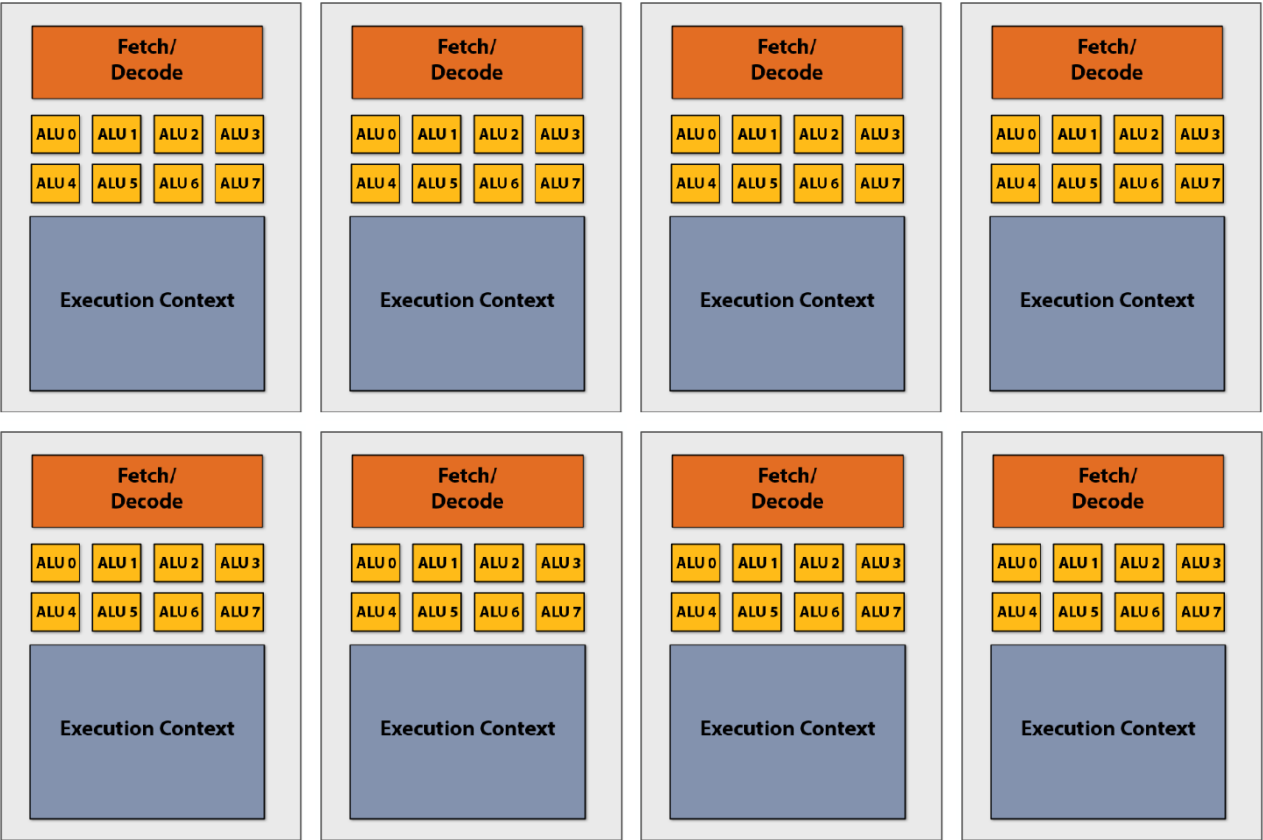 Fetch/ Fetch/ Fetch/ Fetch/
Decode Decode Decode Decode
ALU 0 ALU 1 ALU 2 ALU 3 ALU 0 ALU 1 ALU 2 ALU 3 ALU 0 ALU 1 ALU 2 ALU 3 ALU 0 ALU 1 ALU 2 ALU 3
ALU 4 ALU 5 ALU 6 ALU 7 ALU 4 ALU 5 ALU 6 ALU 7 ALU 4 ALU 5 ALU 6 ALU 7 ALU 4 ALU 5 ALU 6 ALU 7
Execution Context Execution Context Execution Context Execution Context
Fetch/ Fetch/ Fetch/ Fetch/
Decode Decode Decode Decode
ALU 0 ALU 1 ALU 2 ALU 3 ALU 0 ALU 1 ALU 2 ALU 3 ALU 0 ALU 1 ALU 2 ALU 3 ALU 0 ALU 1 ALU 2 ALU 3
ALU 4 ALU 5 ALU 6 ALU 7 ALU 4 ALU 5 ALU 6 ALU 7 ALU 4 ALU 5 ALU 6 ALU 7 ALU 4 ALU 5 ALU 6 ALU 7
Execution Context Execution Context Execution Context Execution Context